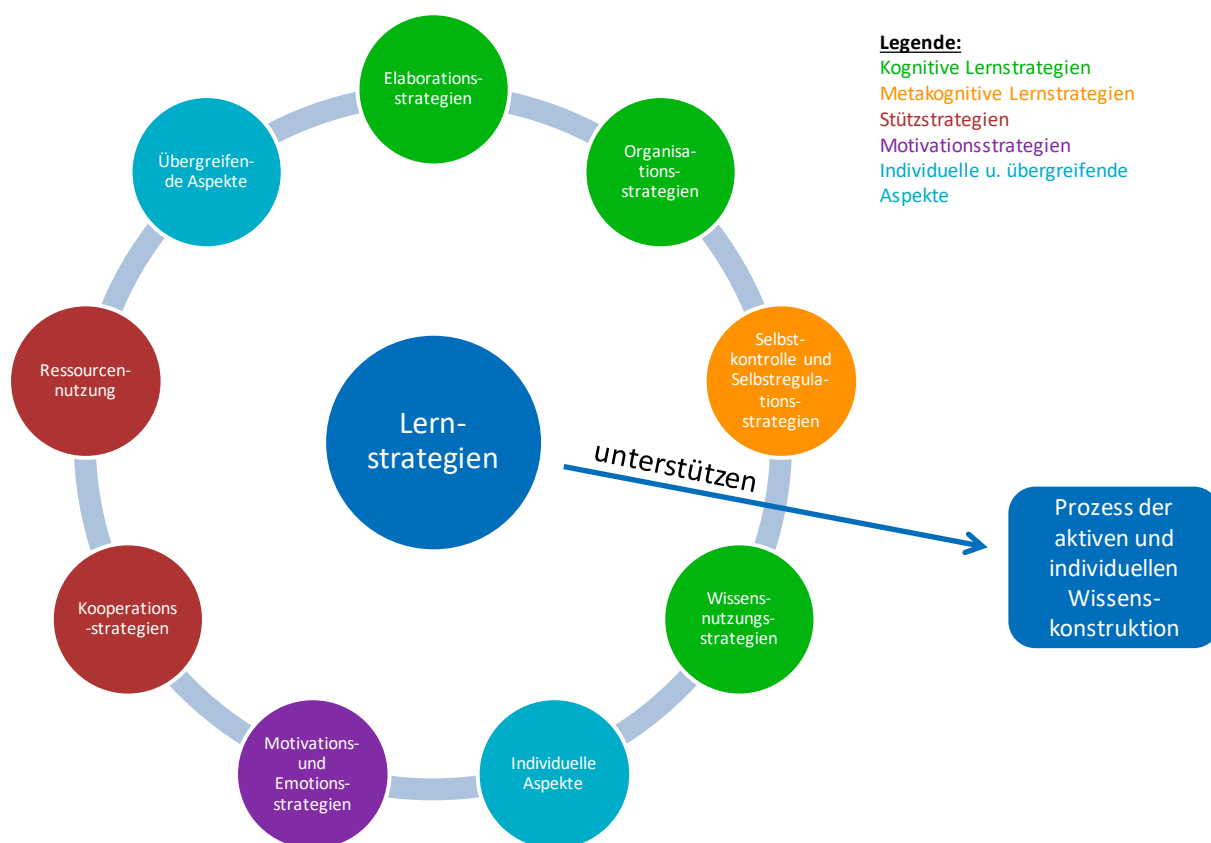 Legende:
Kognitive Lernstrategien
Metakognitive Lernstrategien
Stützstrategien
Motivationsstrategien
Individuelle u. übergreifende
Aspekte
Elaborations-
strategien
Organisa-
tions-
strategien
Selbst-
kontrolle und
Selbstregula-
tions-
strategien
Wissens-
nutzungs-
strategien
Individuelle
Aspekte
Motivations-
und
Emotions-
strategien
Kooperations
-strategien
Ressourcen-
nutzung
Übergreifen-
de Aspekte
Lern-
strategien
unterstützen
Prozess der
aktiven und
individuellen
Wissens-
konstruktion